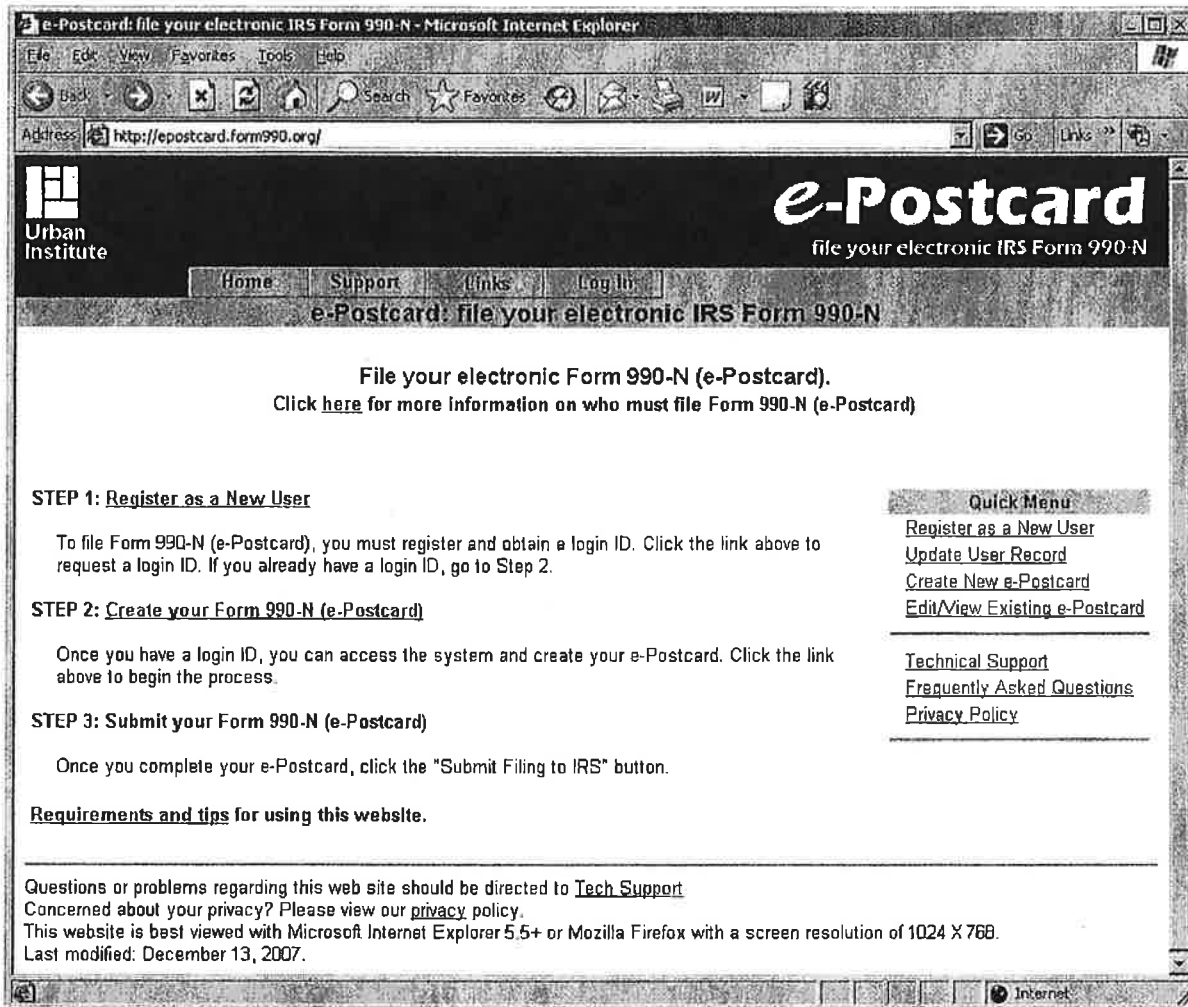 e-Postcard: file your electronic IRS Form 990-N - Microsoft Internet Explorer
File Edit View Favorites Tools Help
Back Search Favorites
Address http://epostcard.form990.org/ Go Links »
Urban
Institute
e-Postcard
file your electronic IRS Form 990-N
Home Support Links Log In
e-Postcard: file your electronic IRS Form 990-N
File your electronic Form 990-N (e-Postcard).
Click here for more information on who must file Form 990-N (e-Postcard)
STEP 1: Register as a New User
To file Form 990-N (e-Postcard), you must register and obtain a login ID. Click the link above to
request a login ID. If you already have a login ID, go to Step 2.
STEP 2: Create your Form 990-N (e-Postcard)
Once you have a login ID, you can access the system and create your e-Postcard. Click the link
above to begin the process.
STEP 3: Submit your Form 990-N (e-Postcard)
Once you complete your e-Postcard, click the "Submit Filing to IRS" button.
Requirements and tips for using this website.
Quick Menu
Register as a New User
Update User Record
Create New e-Postcard
Edit/View Existing e-Postcard
Technical Support
Frequently Asked Questions
Privacy Policy
Questions or problems regarding this web site should be directed to Tech Support
Concerned about your privacy? Please view our privacy policy.
This website is best viewed with Microsoft Internet Explorer 5.5+ or Mozilla Firefox with a screen resolution of 1024 X 768.
Last modified: December 13, 2007.
Internet